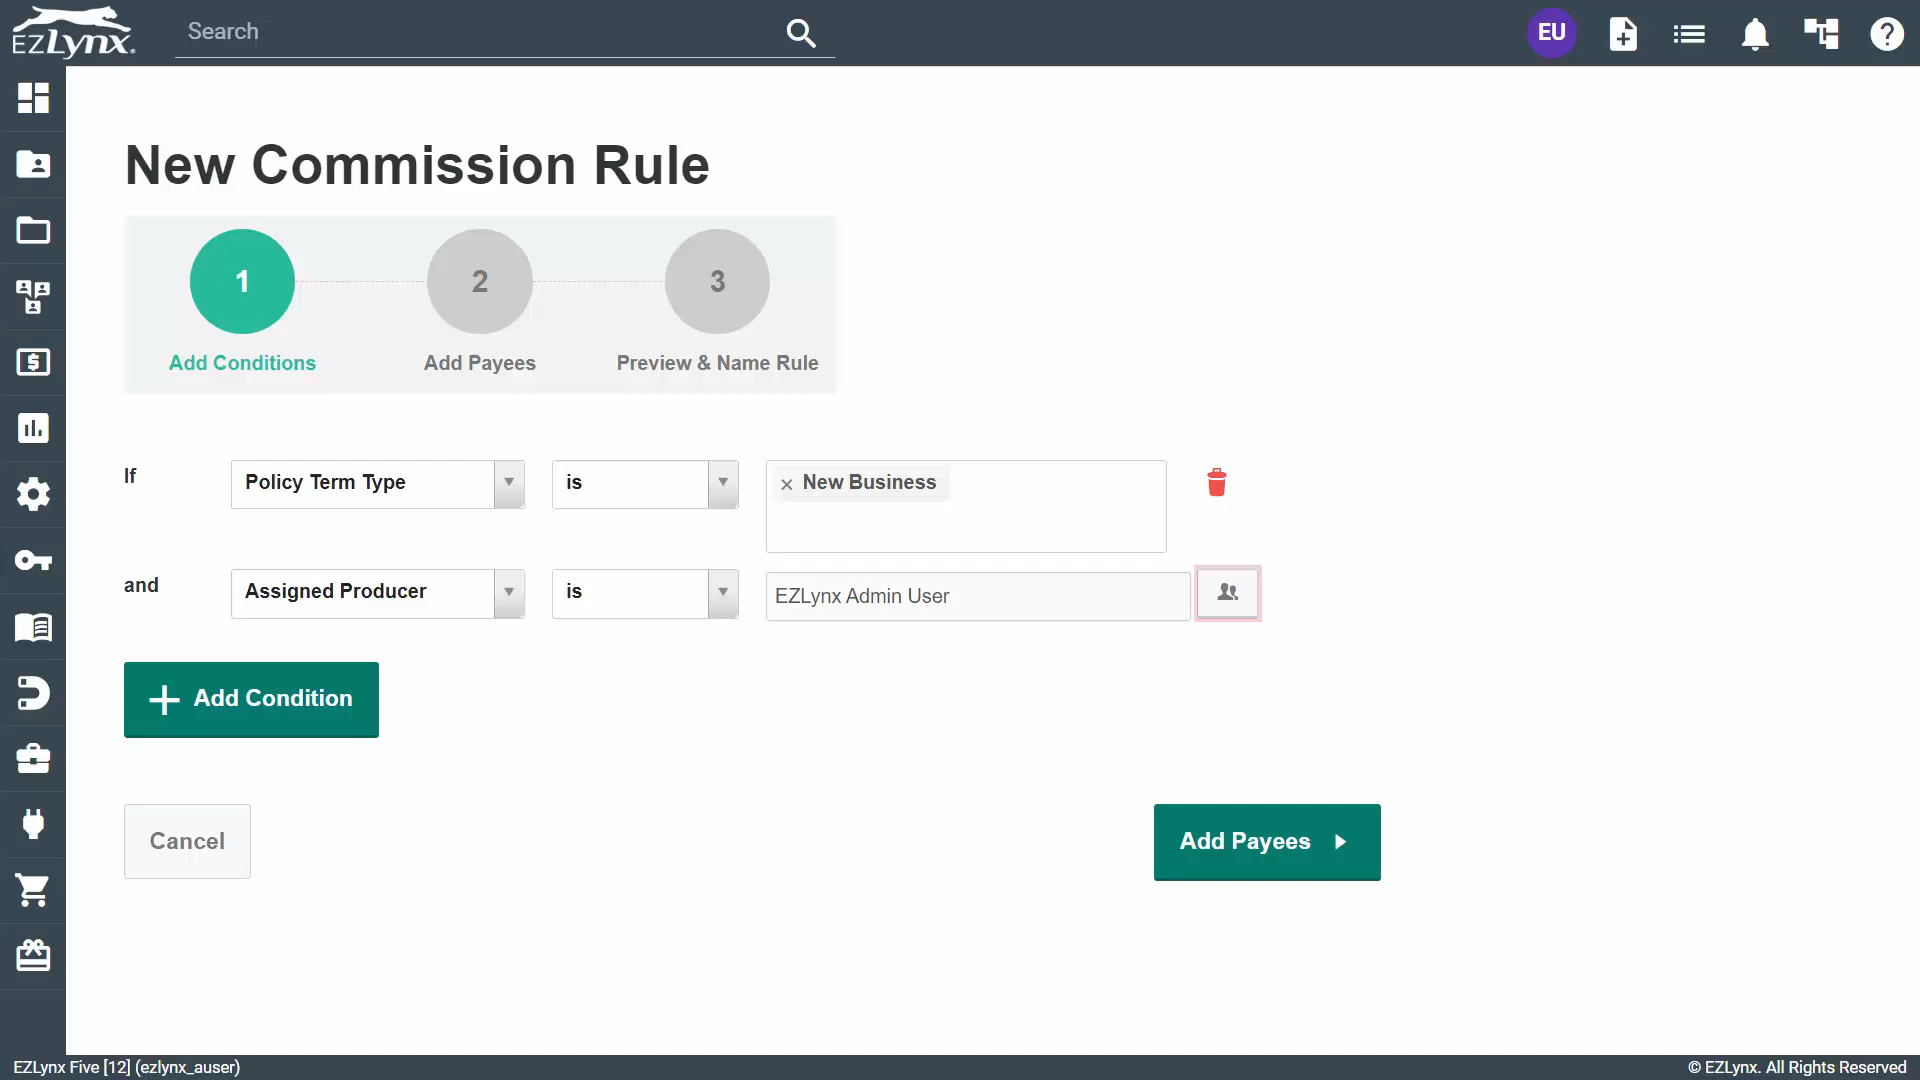 EZLynx®
Search
EU
New Commission Rule
1
2
3
Add Conditions
Add Payees
Preview & Name Rule
If
Policy Term Type
is
× New Business
and
Assigned Producer
is
EZLynx Admin User
Add Condition
Cancel
Add Payees
EZLynx Five [12] (ezlynx_auser)
© EZLynx. All Rights Reserved